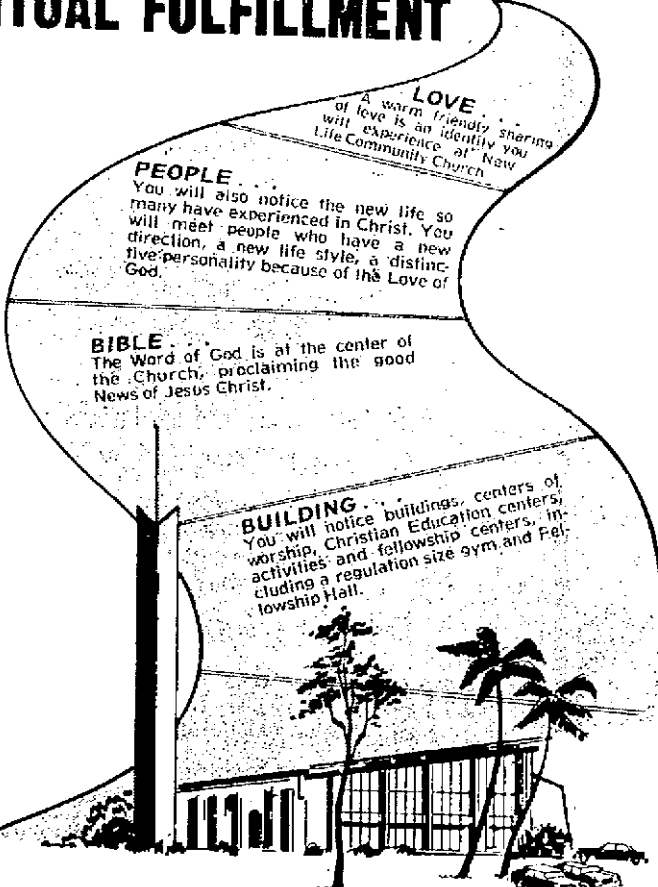 ITUAL FULFILLMENT
LOVE . . .
A warm friendly sharing
of love is an identity you
will experience at New
Life Community Church
PEOPLE . . .
You will also notice the new life so
many have experienced in Christ. You
will meet people who have a new
direction, a new life style, a distinc-
tive personality because of the Love of
God.
BIBLE . . .
The Word of God is at the center of
the Church, proclaiming the good
News of Jesus Christ.
BUILDING . . .
You will notice buildings, centers of
worship, Christian Education centers,
activities and fellowship centers, in-
cluding a regulation size gym and Fel-
lowship Hall.